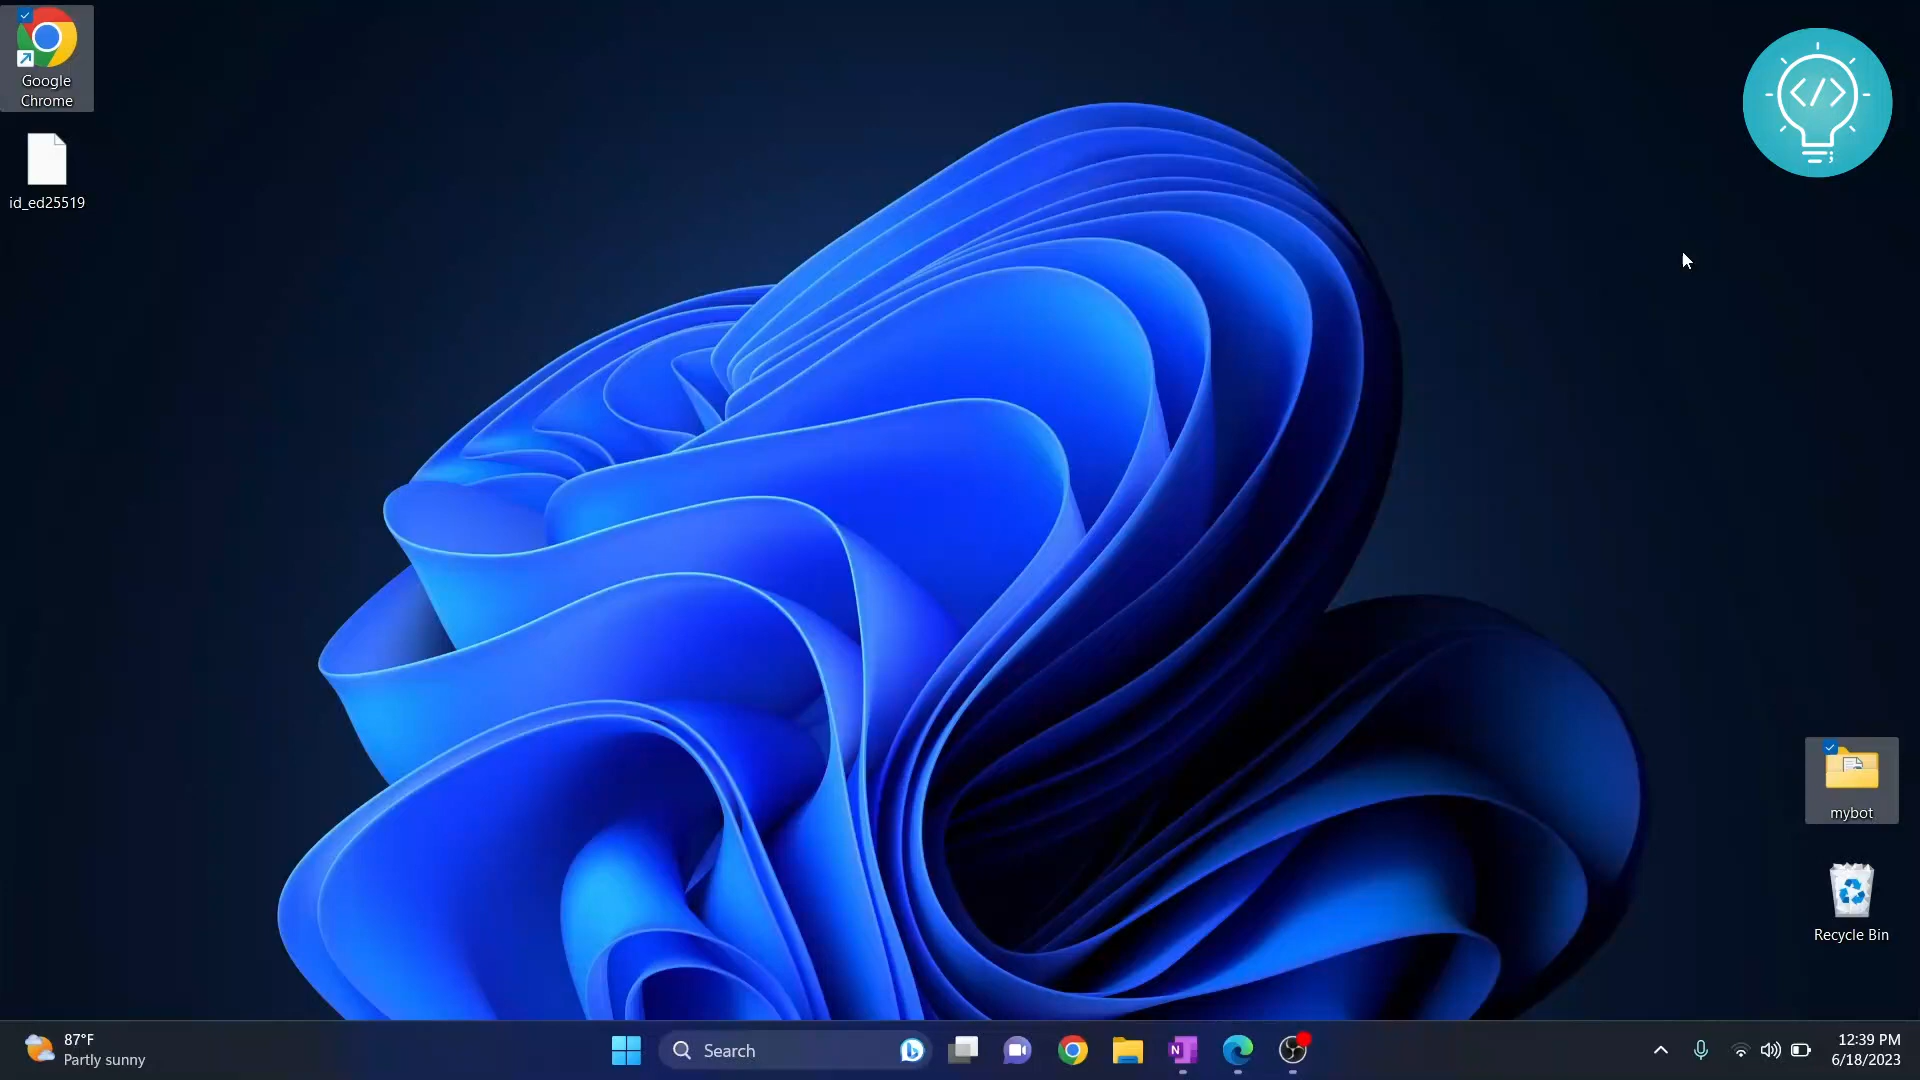 Google
Chrome
id_ed25519
</>
mybot
Recycle Bin
87°F
Partly sunny
Search
N
12:39 PM
6/18/2023